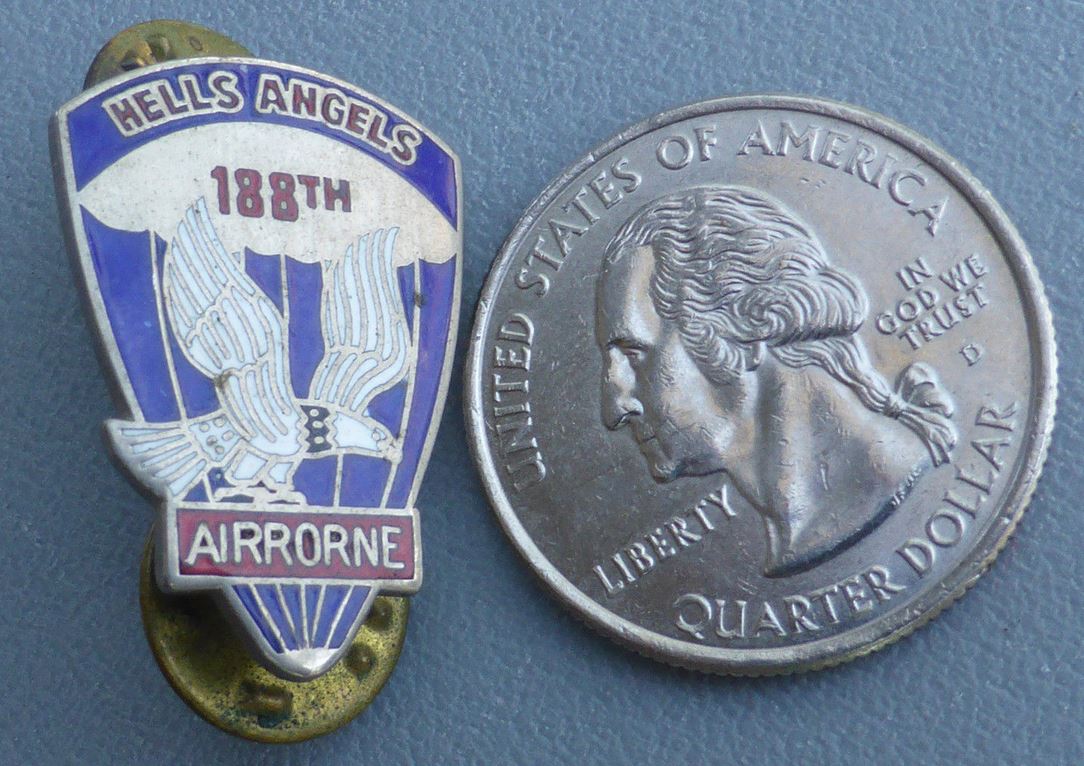 HELLS ANGELS
188TH
AIRRORNE
UNITED STATES OF AMERICA
IN
GOD WE
TRUST
D
LIBERTY
QUARTER DOLLAR